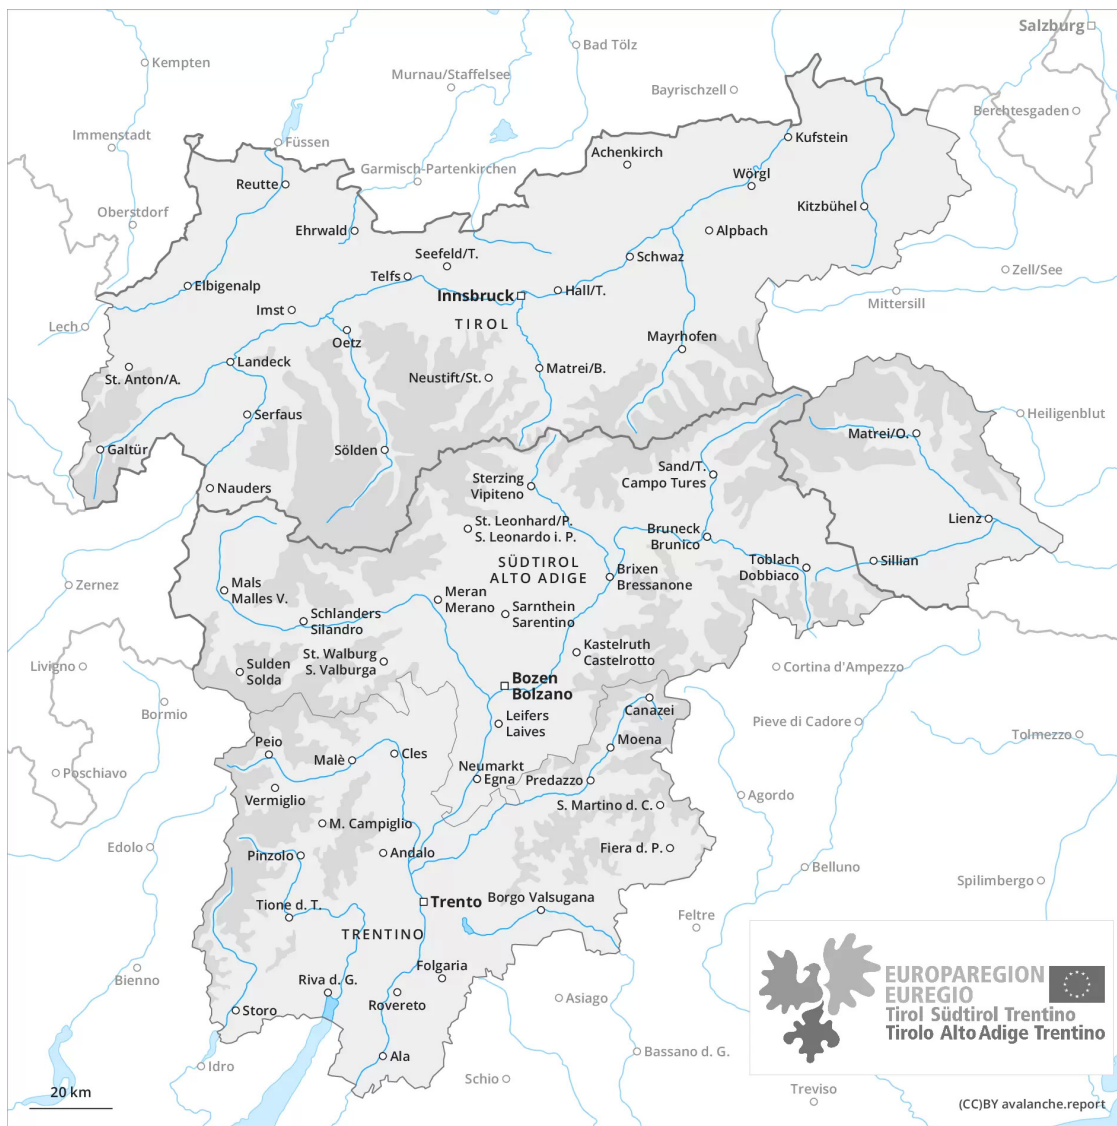 Salzburg
Bad Tölz
Kempten
Murnau/Staffelsee
Bayrischzell
Berchtesgaden
Immenstadt
Füssen
Kufstein
Achenkirch
Garmisch-Partenkirchen
Wörgl
Reutte
Oberstdorf
Kitzbühel
Ehrwald
Alpbach
Seefeld/T.
Schwaz
Zell/See
Telfs
Elbigenalp
Hall/T.
Innsbruck
Mittersill
Imst
TIROL
Lech
Oetz
Mayrhofen
Landeck
Matrei/B.
St. Anton/A.
Neustift/St.
Serfaus
Heiligenblut
Matrei/O.
Galtür
Sölden
Sand/T.
Campo Tures
Sterzing
Vipiteno
Nauders
Lienz
St. Leonhard/P.
S. Leonardo i. P.
Bruneck
Brunico
SÜDTIROL
ALTO ADIGE
Toblach
Dobbiaco
Sillian
Brixen
Bressanone
Zernez
Mals
Malles V.
Meran
Merano
Sarnthein
Sarentino
Schlanders
Silandro
Kastelruth
Castelrotto
St. Walburg
S. Valburga
Livigno
Sulden
Solda
Cortina d'Ampezzo
Bozen
Bolzano
Bormio
Canazei
Leifers
Laives
Pieve di Cadore
Tolmezzo
Moena
Peio
Cles
Malè
Neumarkt
Egna
Predazzo
Poschiavo
Vermiglio
Agordo
S. Martino d. C.
M. Campiglio
Edolo
Fiera d. P.
Pinzolo
Andalo
Belluno
Spilimbergo
Borgo Valsugana
Trento
Tione d. T.
Feltre
TRENTINO
Folgaria
Bienno
Riva d. G.
EUROPAREGION
EUREGIO
Tirol Südtirol Trentino
Tirolo Alto Adige Trentino
Asiago
Rovereto
Storo
Bassano d. G.
Ala
Idro
Schio
20 km
Treviso
(CC)BY avalanche.report